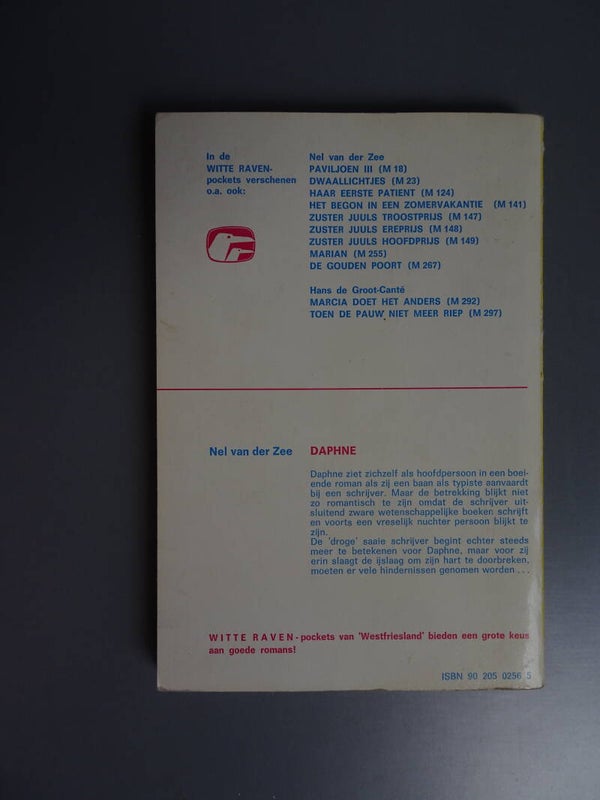 In de
WITTE RAVEN-
pockets verschenen
o.a. ook:
Nel van der Zee
PAVILJOEN III (M 18)
DWAALLICHTJES (M 23)
HAAR EERSTE PATIENT (M 124)
HET BEGON IN EEN ZOMERVAKANTIE (M 141)
ZUSTER JUULS TROOSTPRIJS (M 147)
ZUSTER JUULS EREPRIJS (M 148)
ZUSTER JUULS HOOFDPRIJS (M 149)
MARIAN (M 255)
DE GOUDEN POORT (M 267)
Hans de Groot-Canté
MARCIA DOET HET ANDERS (M 292)
TOEN DE PAUW NIET MEER RIEP (M 297)
Nel van der Zee DAPHNE
Daphne ziet zichzelf als hoofdpersoon in een boei-
ende roman als zij een baan als typiste aanvaardt
bij een schrijver. Maar de betrekking blijkt niet
zo romantisch te zijn omdat de schrijver uit-
sluitend zware wetenschappelijke boeken schrijft
en voorts een vreselijk nuchter persoon blijkt te
zijn.
De 'droge' saaie schrijver begint echter steeds
meer te betekenen voor Daphne, maar voor zij
erin slaagt de ijslaag om zijn hart te doorbreken,
moeten er vele hindernissen genomen worden ...
WITTE RAVEN-pockets van 'Westfriesland' bieden een grote keus
aan goede romans!
ISBN 90 205 0256 5